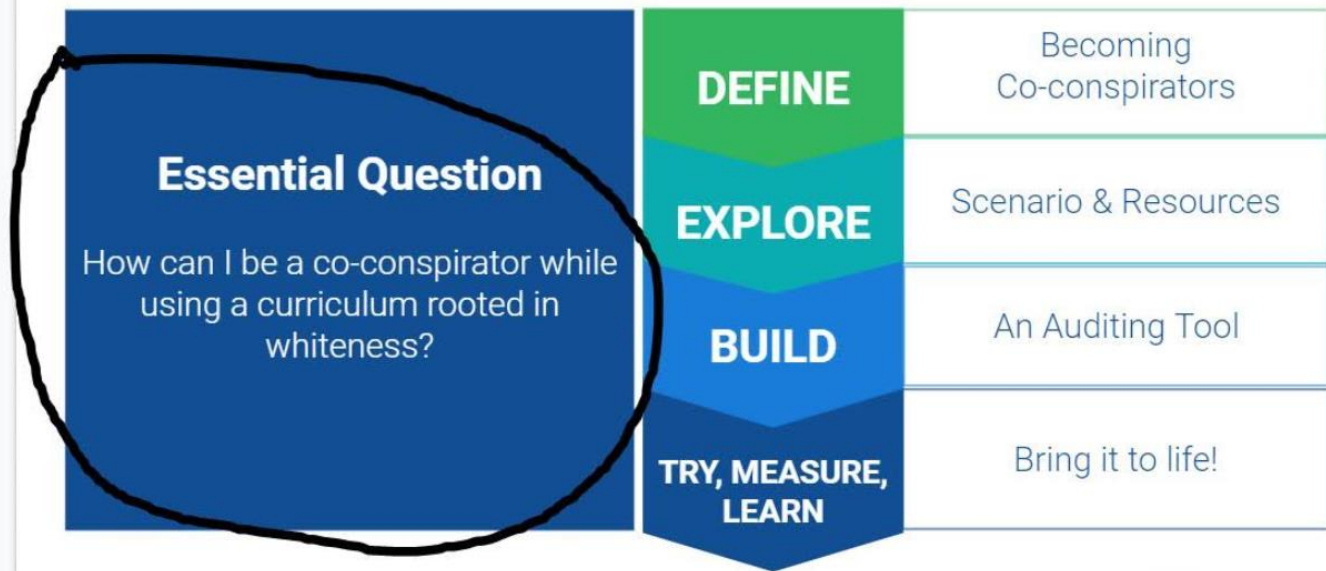 Essential Question
How can I be a co-conspirator while
using a curriculum rooted in
whiteness?
DEFINE
Becoming
Co-conspirators
EXPLORE
Scenario & Resources
BUILD
An Auditing Tool
TRY, MEASURE,
LEARN
Bring it to life!